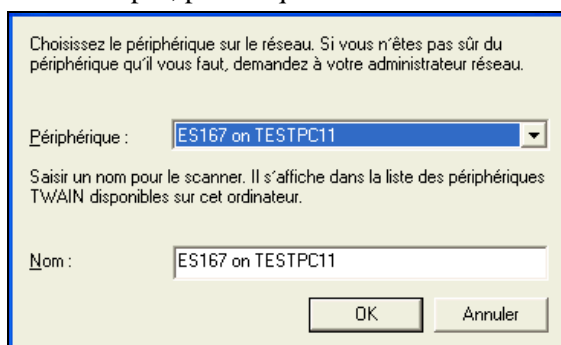 Choisissez le périphérique sur le réseau. Si vous n'êtes pas sûr du
périphérique qu'il vous faut, demandez à votre administrateur réseau.
Périphérique : ES167 on TESTPC11
Saisir un nom pour le scanner. Il s'affiche dans la liste des périphériques
TWAIN disponibles sur cet ordinateur.
Nom : ES167 on TESTPC11
OK Annuler